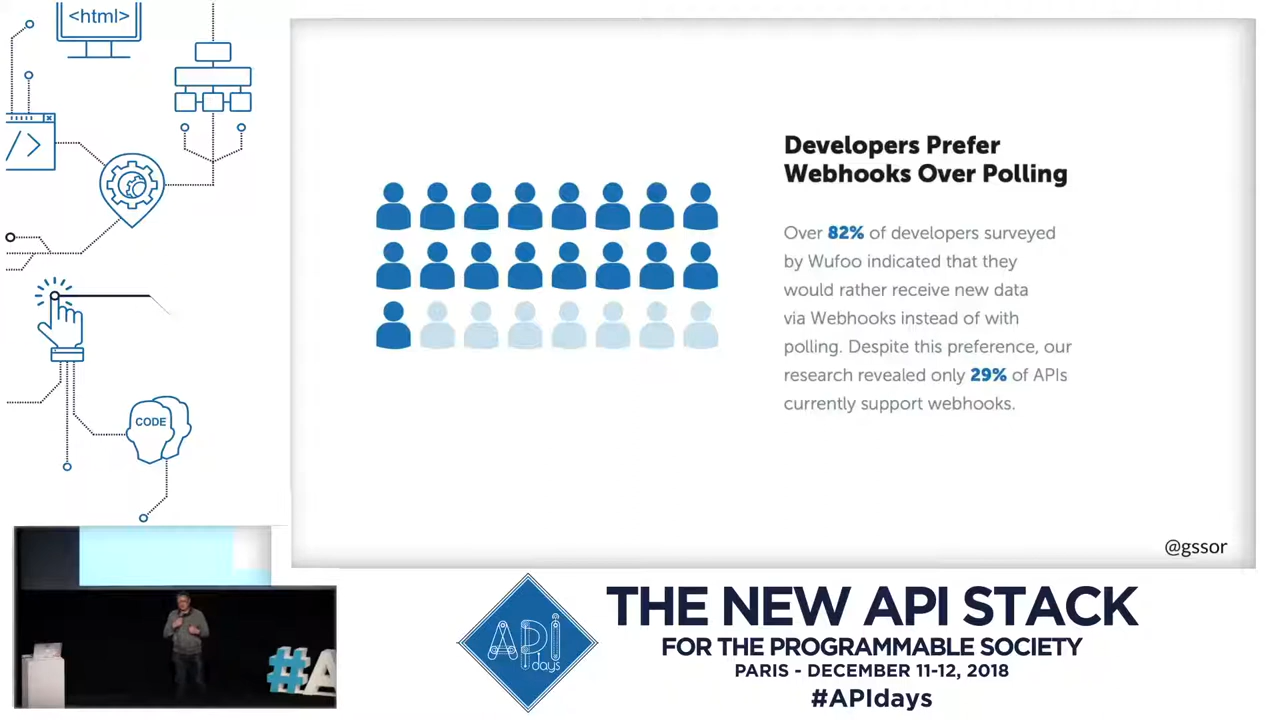 <html>
</>
CODE
Developers Prefer
Webhooks Over Polling
Over 82% of developers surveyed
by Wufoo indicated that they
would rather receive new data
via Webhooks instead of with
polling. Despite this preference, our
research revealed only 29% of APIs
currently support webhooks.
@gssor
#A
API
days
THE NEW API STACK
FOR THE PROGRAMMABLE SOCIETY
PARIS - DECEMBER 11-12, 2018
#APIdays